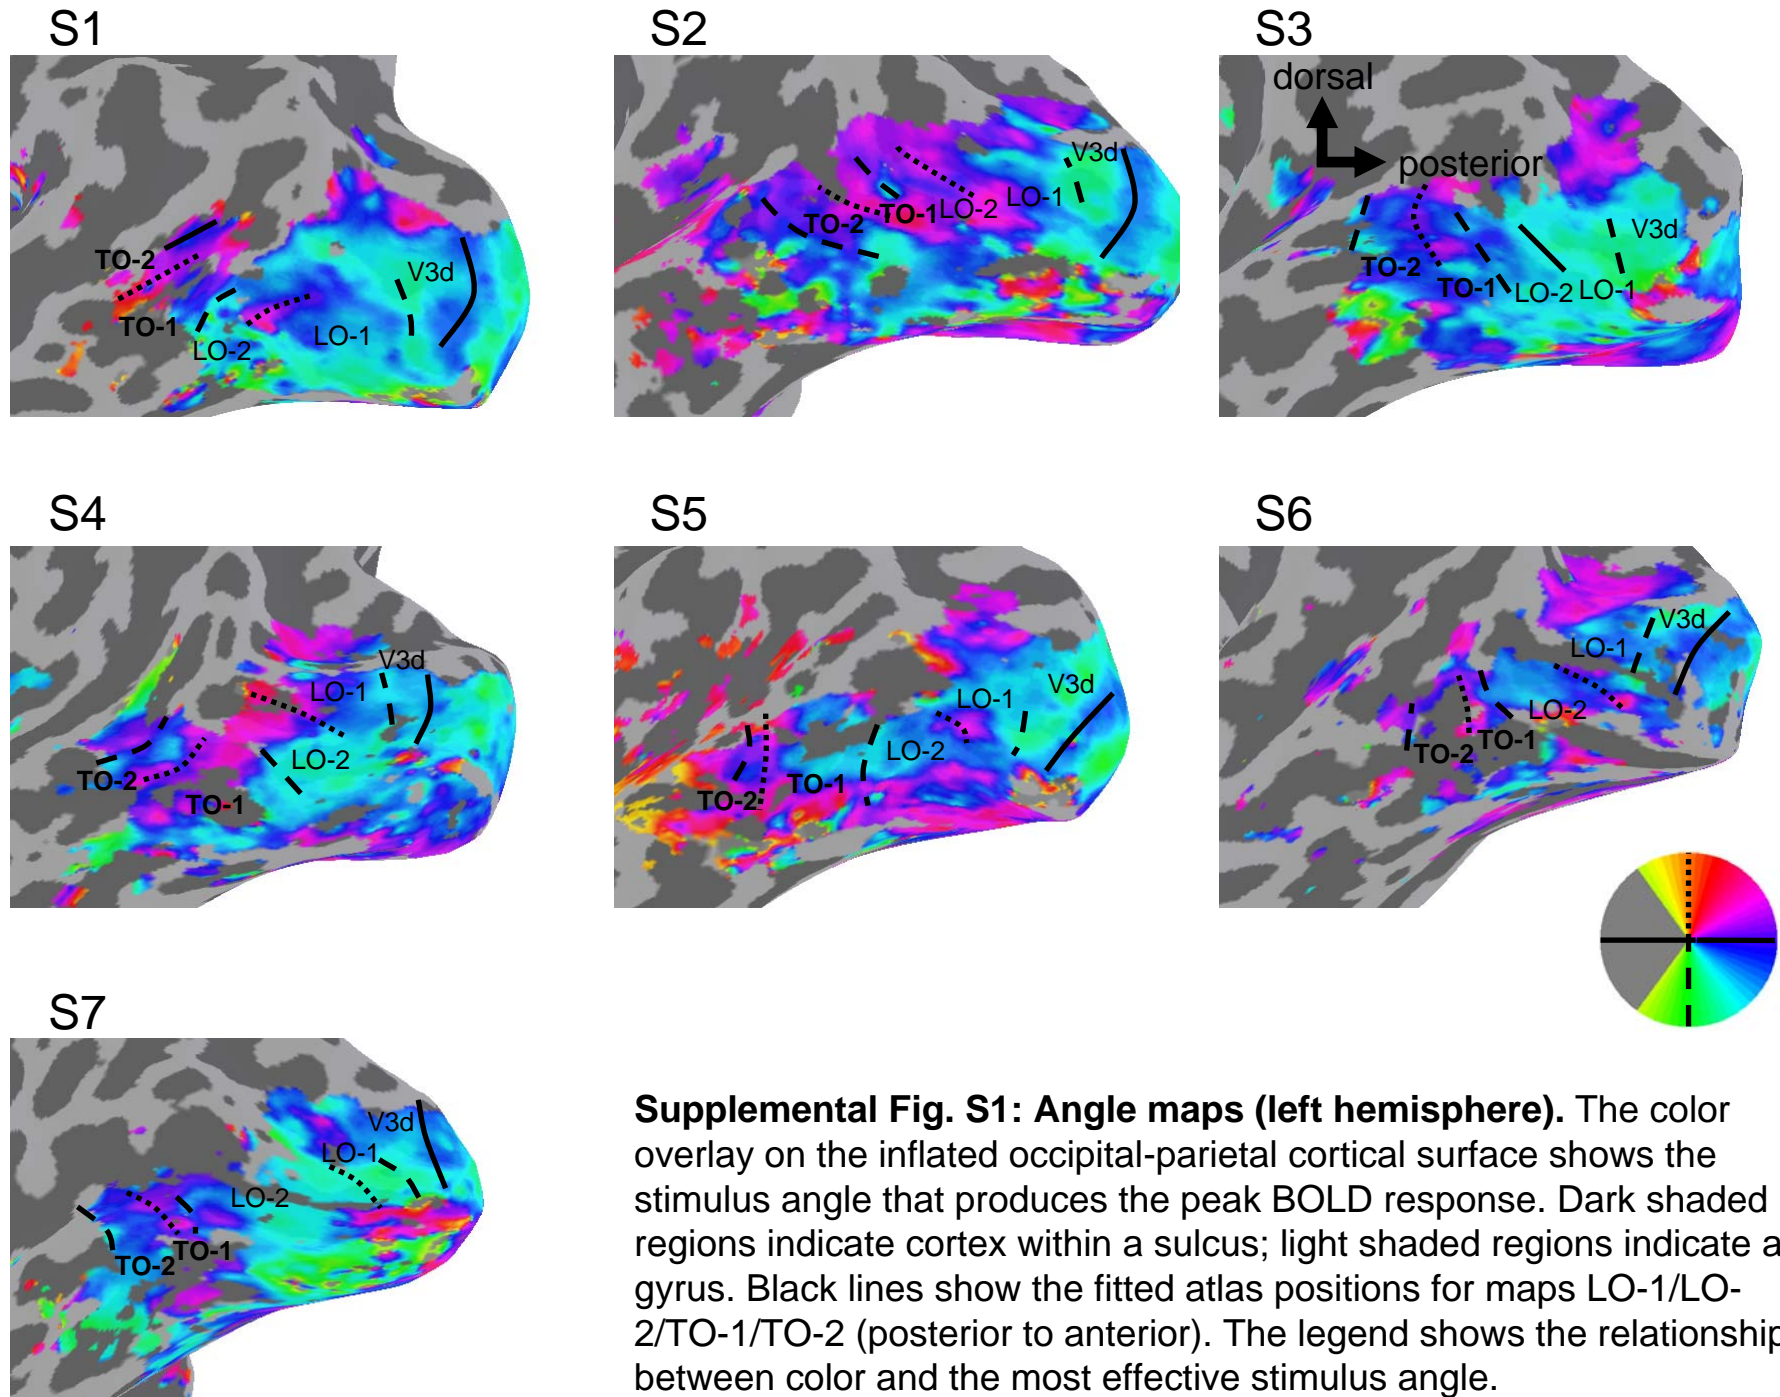 S1
S2
S3
V3d
LO-1
LO-2
TO-1
TO-2
V3d
LO-1
LO-2
TO-1
TO-2
dorsal
posterior
V3d
LO-1
LO-2
TO-1
TO-2
S4
S5
S6
V3d
LO-1
LO-2
TO-1
TO-2
V3d
LO-1
LO-2
TO-1
TO-2
V3d
LO-1
LO-2
TO-1
TO-2
S7
V3d
LO-1
LO-2
TO-1
TO-2
Supplemental Fig. S1: Angle maps (left hemisphere). The color
overlay on the inflated occipital-parietal cortical surface shows the
stimulus angle that produces the peak BOLD response. Dark shaded
regions indicate cortex within a sulcus; light shaded regions indicate a
gyrus. Black lines show the fitted atlas positions for maps LO-1/LO-
2/TO-1/TO-2 (posterior to anterior). The legend shows the relationship
between color and the most effective stimulus angle.